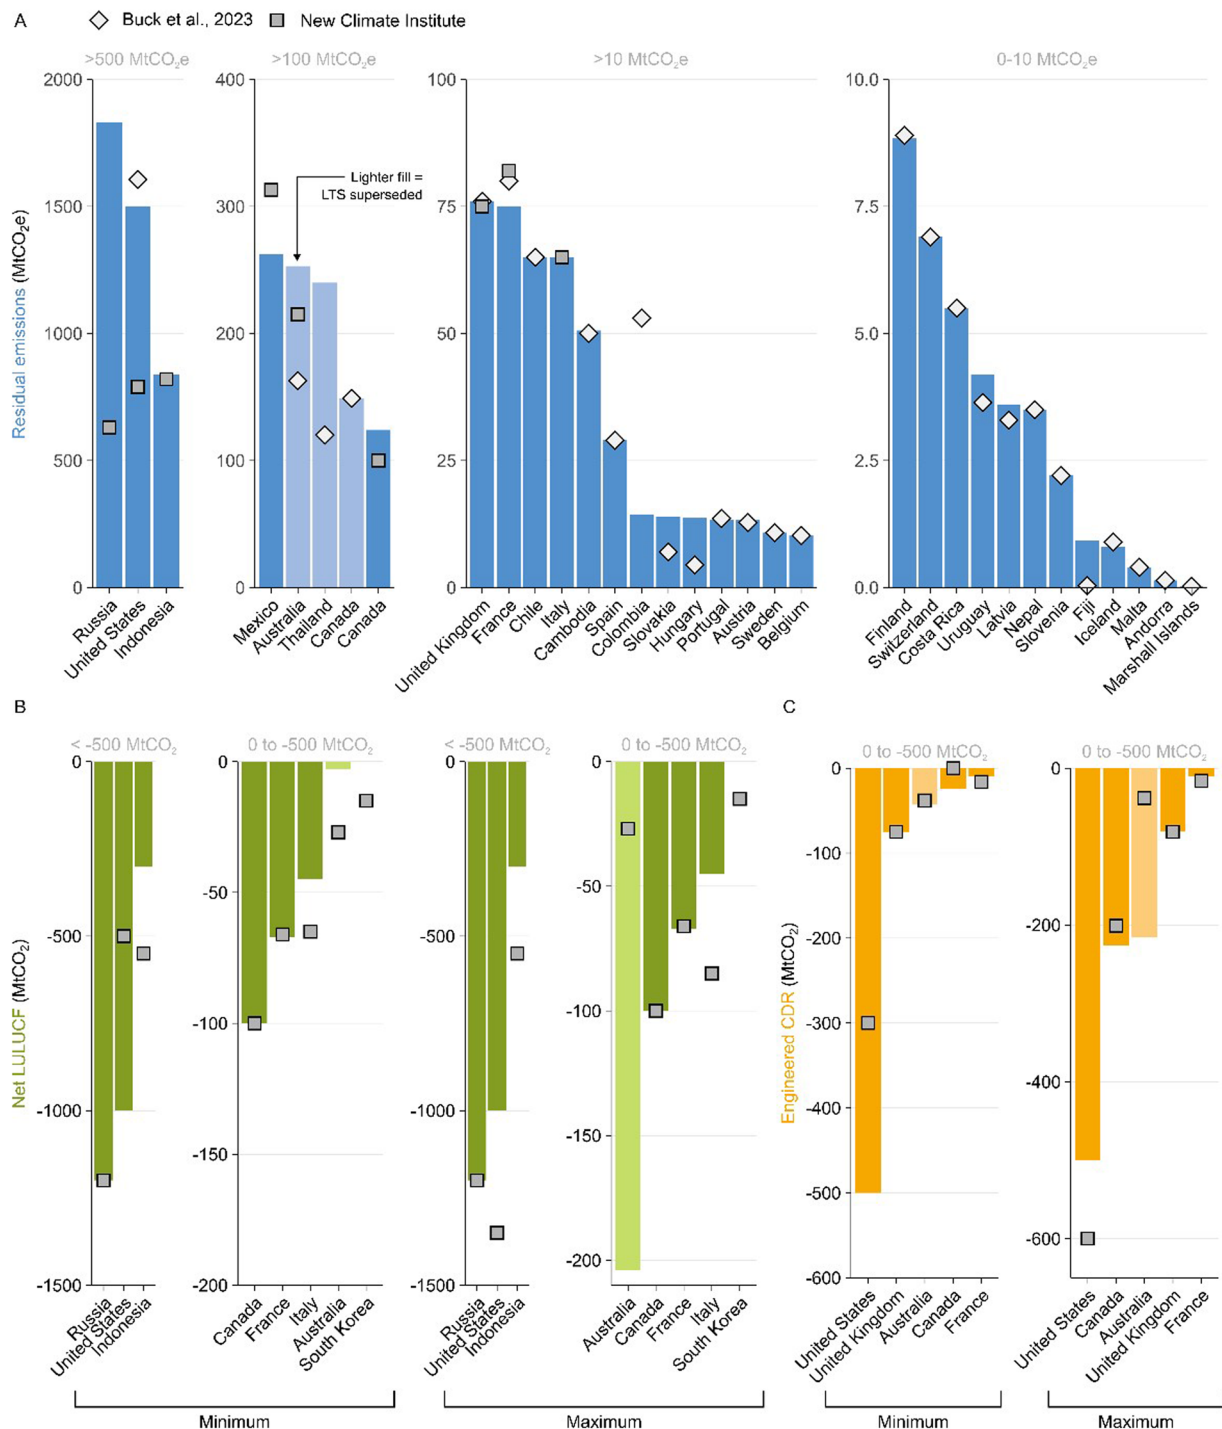 A
Buck et al., 2023
New Climate Institute
>500 MtCO₂e
>100 MtCO₂e
>10 MtCO₂e
0-10 MtCO₂e
Residual emissions (MtCO₂e)
2000
1500
1000
500
0
Russia
United States
Indonesia
400
300
200
100
0
Lighter fill =
LTS superseded
Mexico
Australia
Thailand
Canada
Canada
100
75
50
25
0
United Kingdom
France
Chile
Italy
Cambodia
Spain
Colombia
Slovakia
Hungary
Portugal
Austria
Sweden
Belgium
10.0
7.5
5.0
2.5
0.0
Finland
Switzerland
Costa Rica
Uruguay
Latvia
Nepal
Slovenia
Fiji
Iceland
Malta
Andorra
Marshall Islands
B
< -500 MtCO₂
0 to -500 MtCO₂
< -500 MtCO₂
0 to -500 MtCO₂
Net LULUCF (MtCO₂)
0
-500
-1000
-1500
Russia
United States
Indonesia
0
-50
-100
-150
-200
Canada
France
Italy
Australia
South Korea
Minimum
0
-500
-1000
-1500
Russia
United States
Indonesia
0
-50
-100
-150
-200
Australia
Canada
France
Italy
South Korea
Maximum
C
0 to -500 MtCO₂
0 to -500 MtCO₂
Engineered CDR (MtCO₂)
0
-100
-200
-300
-400
-500
-600
United States
United Kingdom
Australia
Canada
France
Minimum
0
-200
-400
-600
United States
Canada
Australia
United Kingdom
France
Maximum